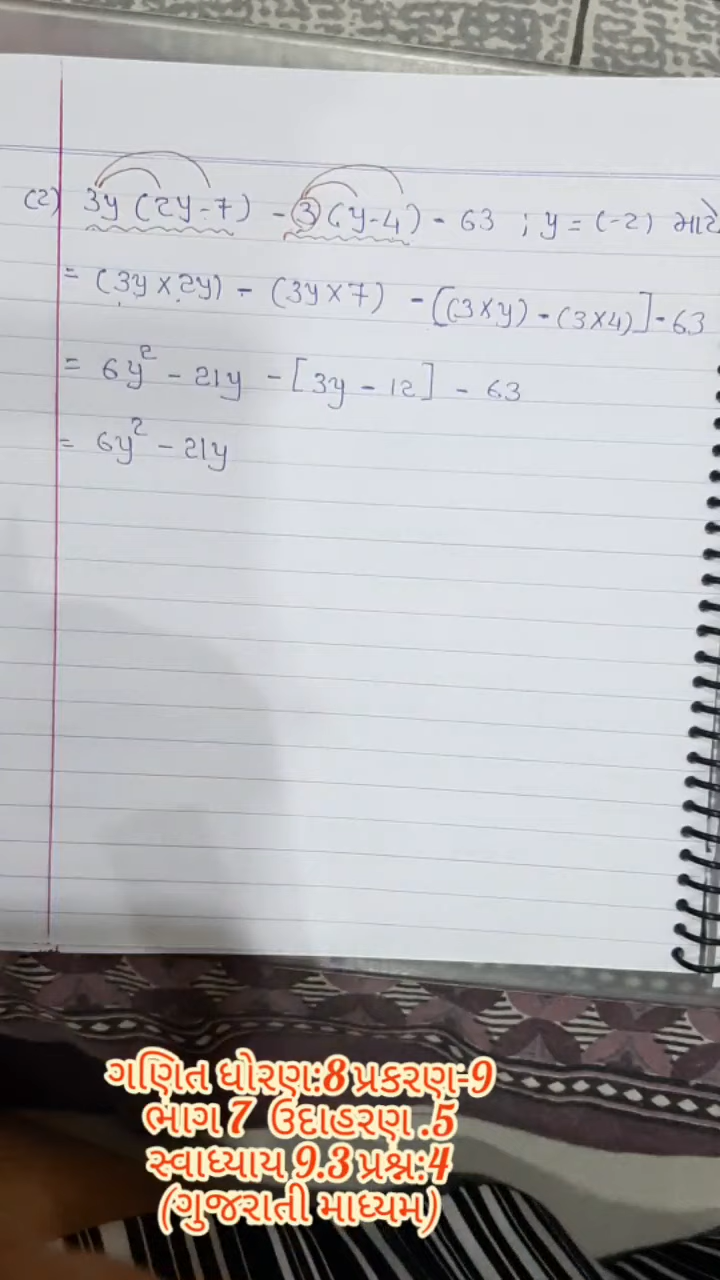 (2) 3y (2y-7) - 3 (y-4) - 63 ; y = (-2) માટે
= (3y × 2y) - (3y × 7) - [(3×y) - (3×4)] - 63
= 6y² - 21y - [3y - 12] - 63
= 6y² - 21y
ગણિત ધોરણ:8 પ્રકરણ-9
ભાગ 7 ઉદાહરણ .5
સ્વાધ્યાય 9.3 પ્રશ્ન:4
(ગુજરાતી માધ્યમ)